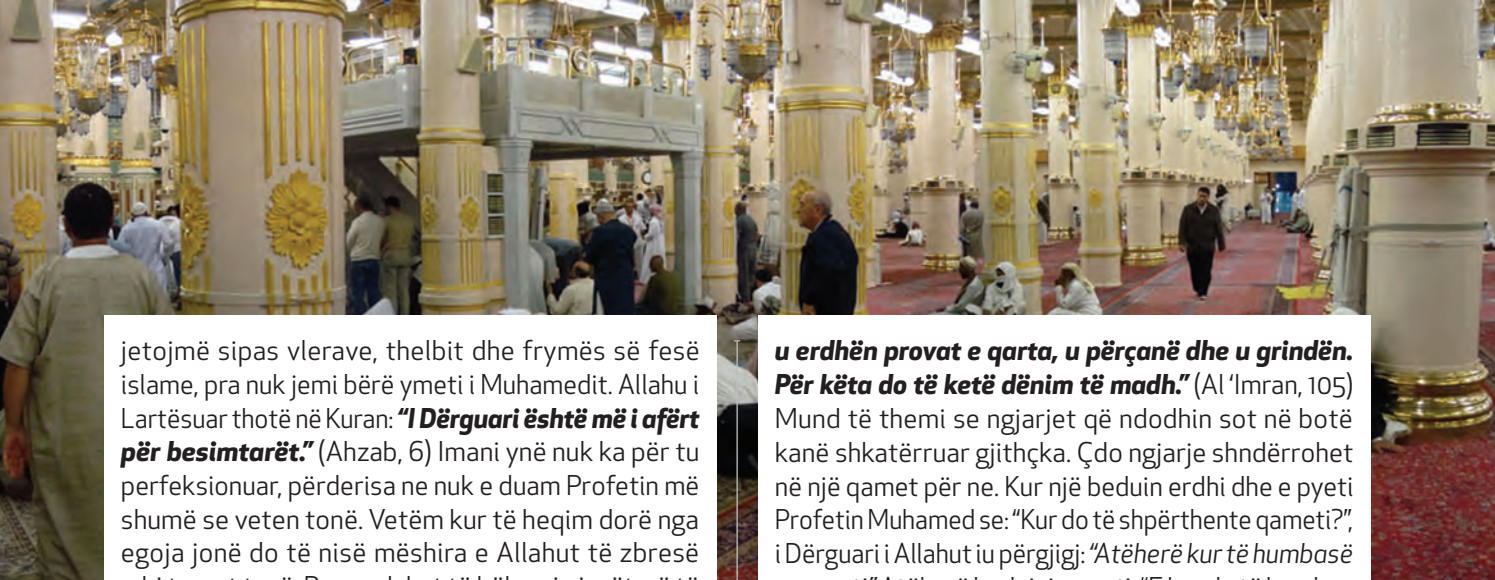 jetojmë sipas vlerave, thelbit dhe frymës së fesë
islame, pra nuk jemi bërë ymeti i Muhamedit. Allahu i
Lartësuar thotë në Kuran: “I Dërguari është më i afërt
për besimtarët.” (Ahzab, 6) Imani ynë nuk ka për tu
perfeksionuar, përderisa ne nuk e duam Profetin më
shumë se veten tonë. Vetëm kur të heqim dorë nga
egoja jonë do të nisë mëshira e Allahut të zbresë
u erdhën provat e qarta, u përçanë dhe u grindën.
Për këta do të ketë dënim të madh.” (Al ‘Imran, 105)
Mund të themi se ngjarjet që ndodhin sot në botë
kanë shkatërruar gjithçka. Çdo ngjarje shndërrohet
në një qamet për ne. Kur një beduin erdhi dhe e pyeti
Profetin Muhamed se: “Kur do të shpërthente qameti?”,
i Dërguari i Allahut iu përgjigj: “Atëherë kur të humbasë